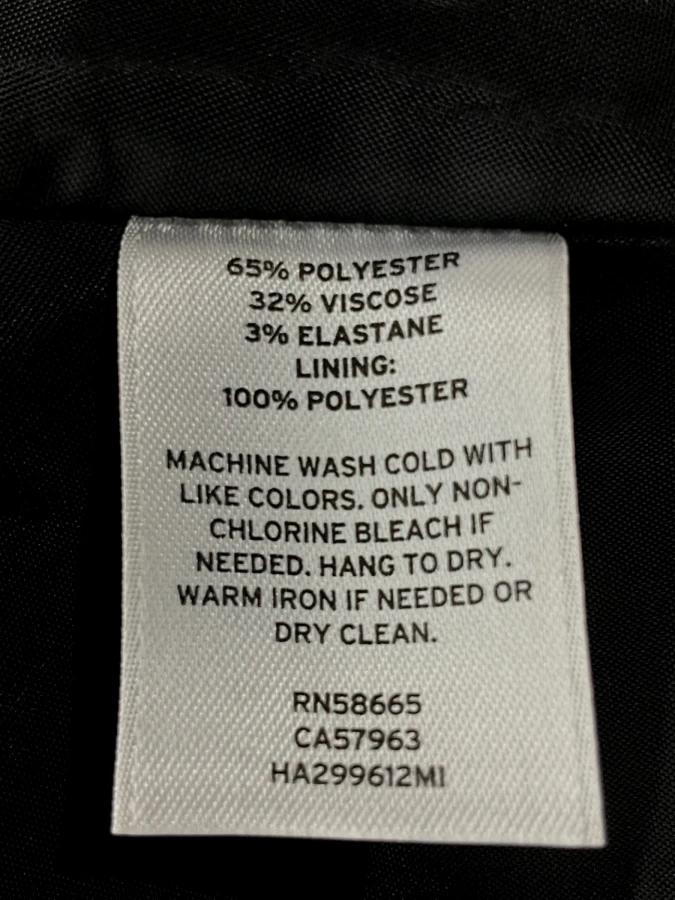 65% POLYESTER
32% VISCOSE
3% ELASTANE
LINING:
100% POLYESTER
MACHINE WASH COLD WITH
LIKE COLORS. ONLY NON-
CHLORINE BLEACH IF
NEEDED. HANG TO DRY.
WARM IRON IF NEEDED OR
DRY CLEAN.
RN58665
CA57963
HA299612MI